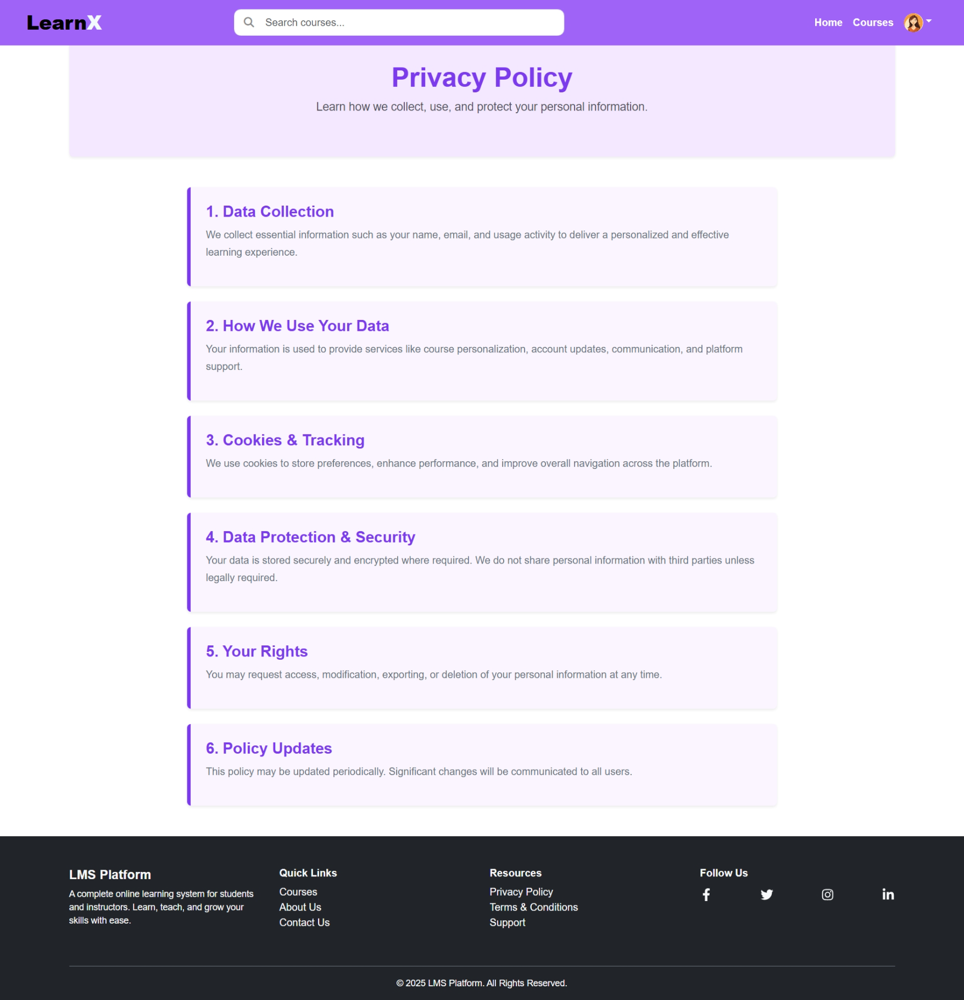 LearnX
Search courses...
Home
Courses
Privacy Policy
Learn how we collect, use, and protect your personal information.
1. Data Collection
We collect essential information such as your name, email, and usage activity to deliver a personalized and effective
learning experience.
2. How We Use Your Data
Your information is used to provide services like course personalization, account updates, communication, and platform
support.
3. Cookies & Tracking
We use cookies to store preferences, enhance performance, and improve overall navigation across the platform.
4. Data Protection & Security
Your data is stored securely and encrypted where required. We do not share personal information with third parties unless
legally required.
5. Your Rights
You may request access, modification, exporting, or deletion of your personal information at any time.
6. Policy Updates
This policy may be updated periodically. Significant changes will be communicated to all users.
LMS Platform
A complete online learning system for students
and instructors. Learn, teach, and grow your
skills with ease.
Quick Links
Courses
About Us
Contact Us
Resources
Privacy Policy
Terms & Conditions
Support
Follow Us
© 2025 LMS Platform. All Rights Reserved.